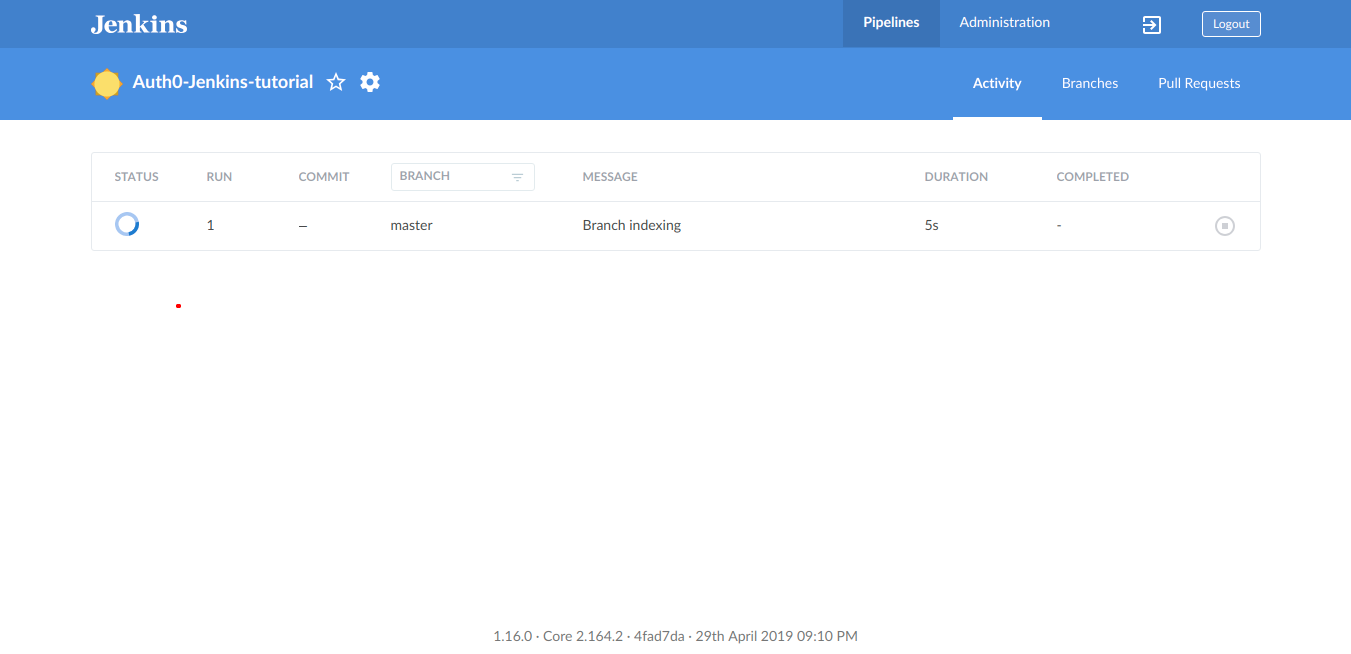 Jenkins Pipelines Administration Logout
Auth0-Jenkins-tutorial Activity Branches Pull Requests
STATUS RUN COMMIT BRANCH MESSAGE DURATION COMPLETED
1 — master Branch indexing 5s -
1.16.0 · Core 2.164.2 · 4fad7da · 29th April 2019 09:10 PM